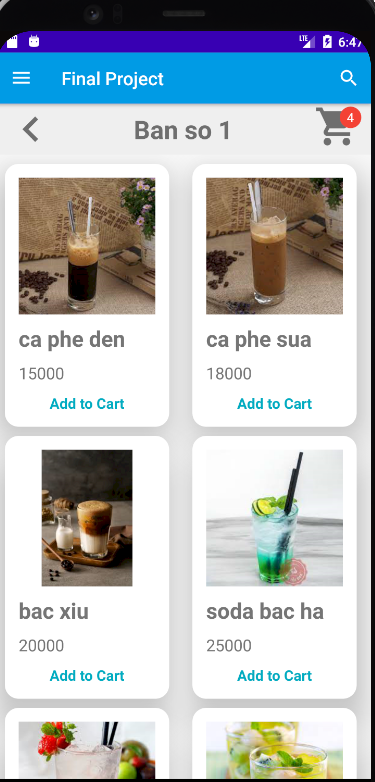 LTE 6:47
Final Project
Ban so 1
4
ca phe den
15000
Add to Cart
ca phe sua
18000
Add to Cart
bac xiu
20000
Add to Cart
soda bac ha
25000
Add to Cart